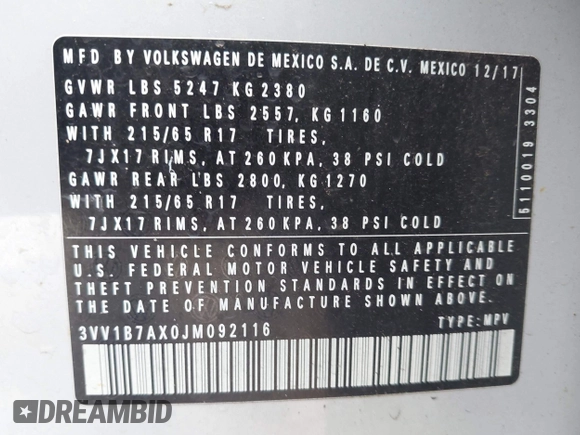 MFD BY VOLKSWAGEN DE MEXICO S.A. DE C.V. MEXICO 12/17
GVWR LBS 5247 KG 2380
GAWR FRONT LBS 2557, KG 1160
WITH 215/65 R17 TIRES,
7JX17 RIMS, AT 260 KPA, 38 PSI COLD
GAWR REAR LBS 2800, KG 1270
WITH 215/65 R17 TIRES,
7JX17 RIMS, AT 260 KPA, 38 PSI COLD
THIS VEHICLE CONFORMS TO ALL APPLICABLE
U.S. FEDERAL MOTOR VEHICLE SAFETY AND
THEFT PREVENTION STANDARDS IN EFFECT ON
THE DATE OF MANUFACTURE SHOWN ABOVE.
3VV1B7AX0JM092116 TYPE: MPV
5110019 3304
DREAMBID